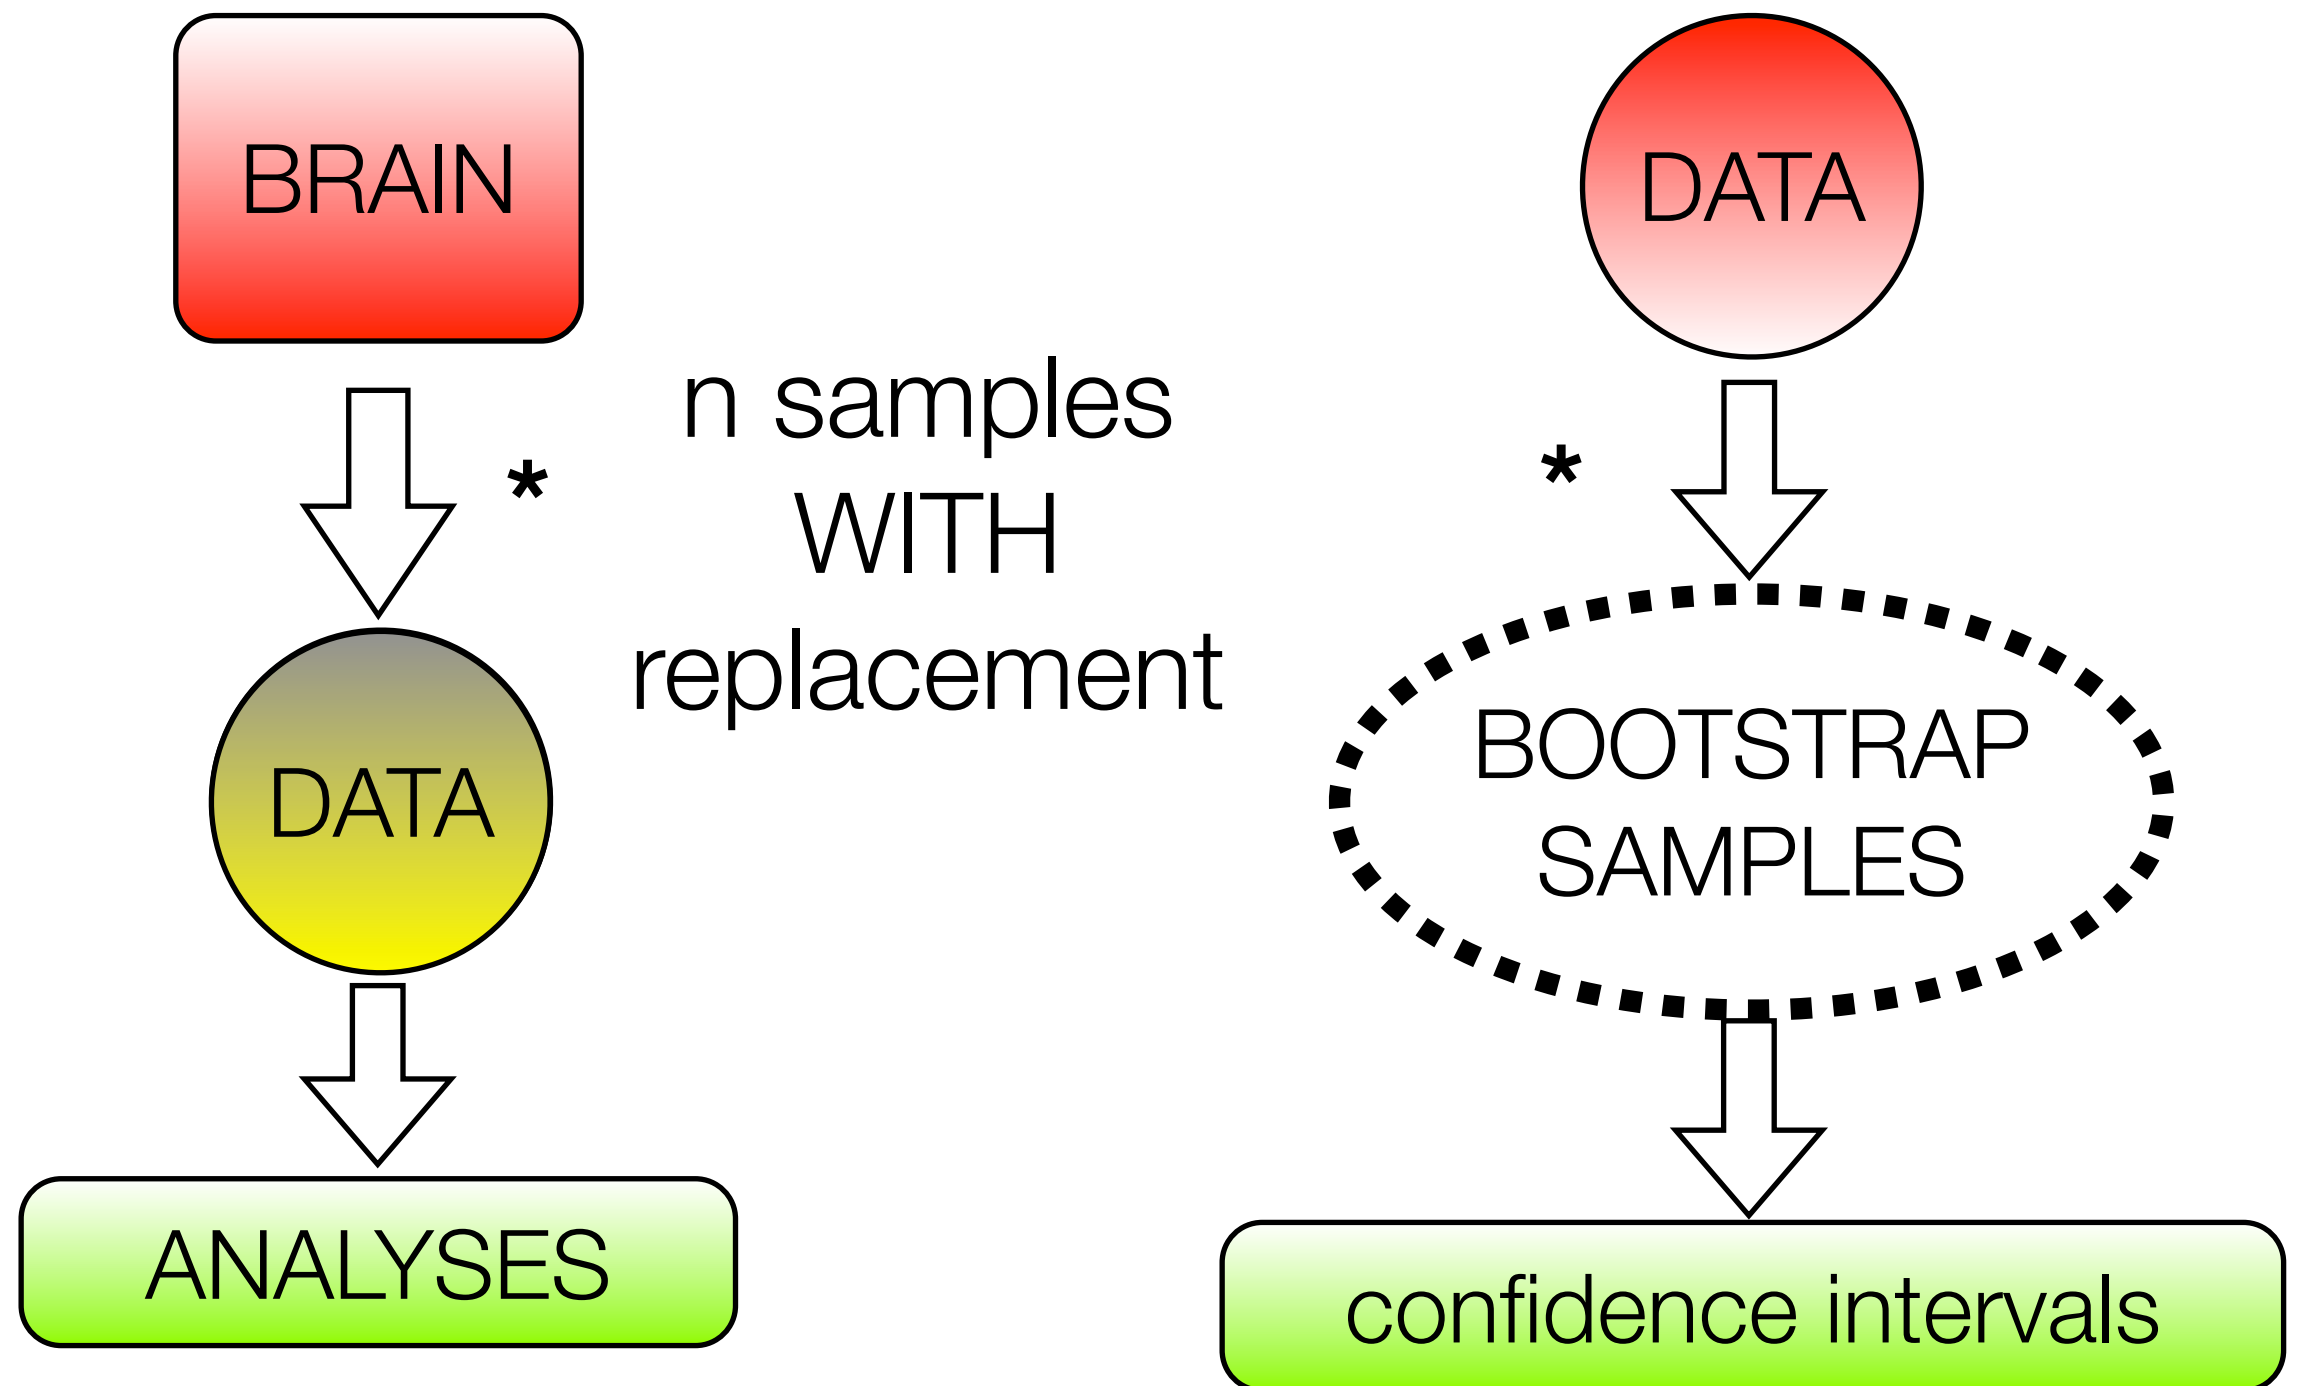 BRAIN
*
DATA
ANALYSES
n samples
WITH
replacement
DATA
*
BOOTSTRAP
SAMPLES
confidence intervals